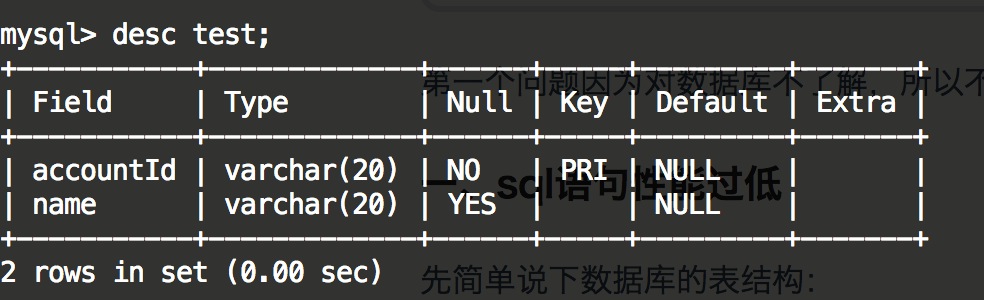 mysql> desc test;
+-----------+-------------+------+-----+---------+-------+
| Field | Type | Null | Key | Default | Extra |
+-----------+-------------+------+-----+---------+-------+
| accountId | varchar(20) | NO | PRI | NULL | |
| name | varchar(20) | YES | | NULL | |
+-----------+-------------+------+-----+---------+-------+
2 rows in set (0.00 sec)
第一个问题因为对数据库不了解，所以不
一、sql语句性能过低
先简单说下数据库的表结构：